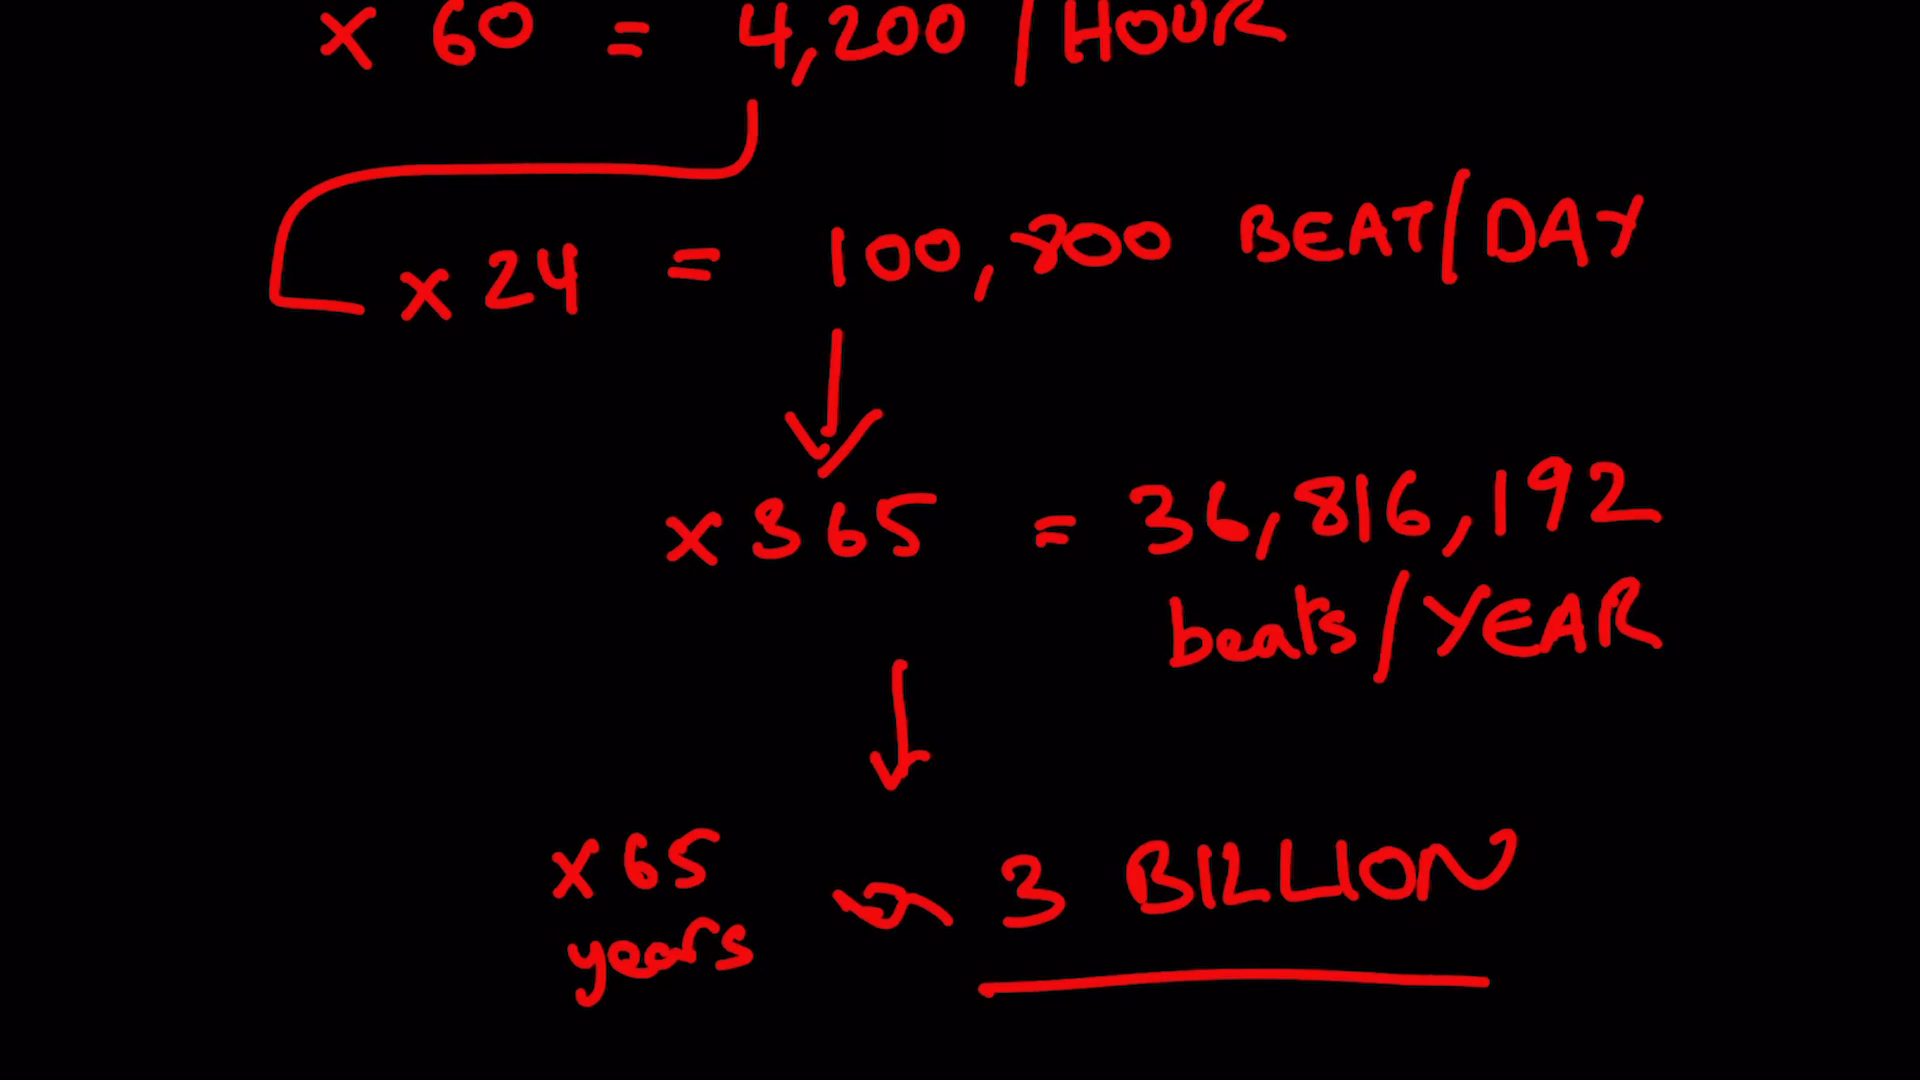 x 60 = 4,200 / HOUR
x 24 = 100,800 BEAT/DAY
x 365 = 36,816,192
beats/YEAR
x 65 3 BILLION
years